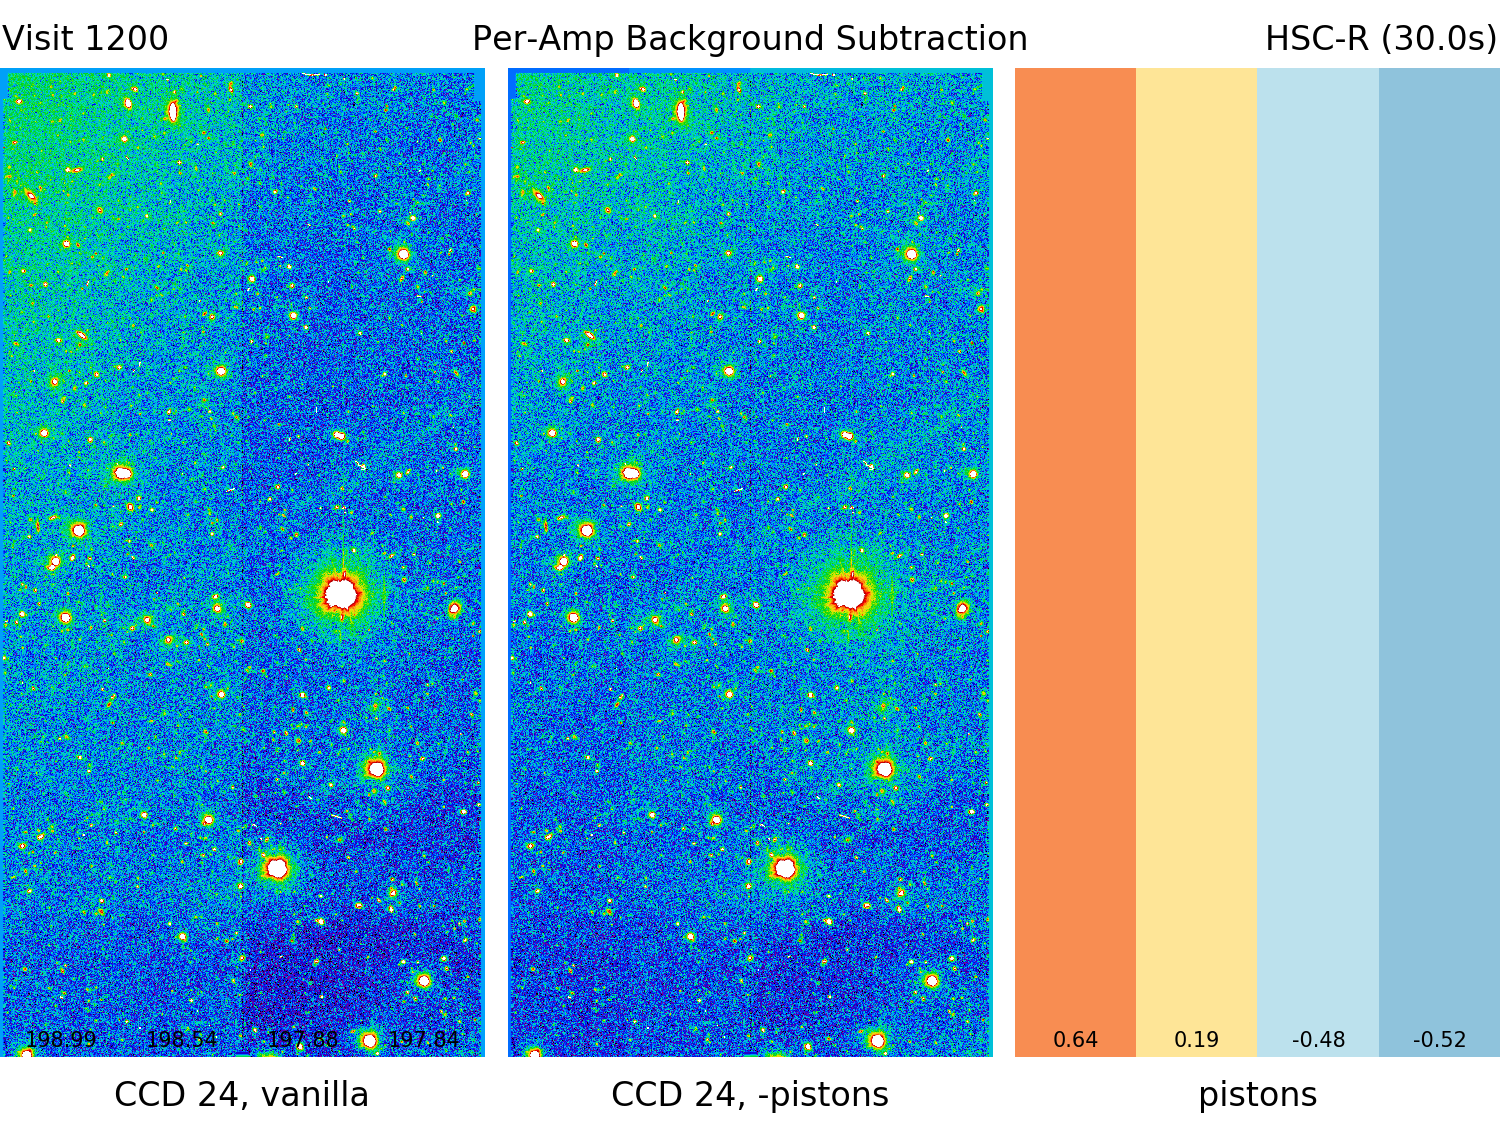 Visit 1200 Per-Amp Background Subtraction HSC-R (30.0s)
198.99 198.54 197.88 197.84 0.64 0.19 -0.48 -0.52
CCD 24, vanilla CCD 24, -pistons pistons